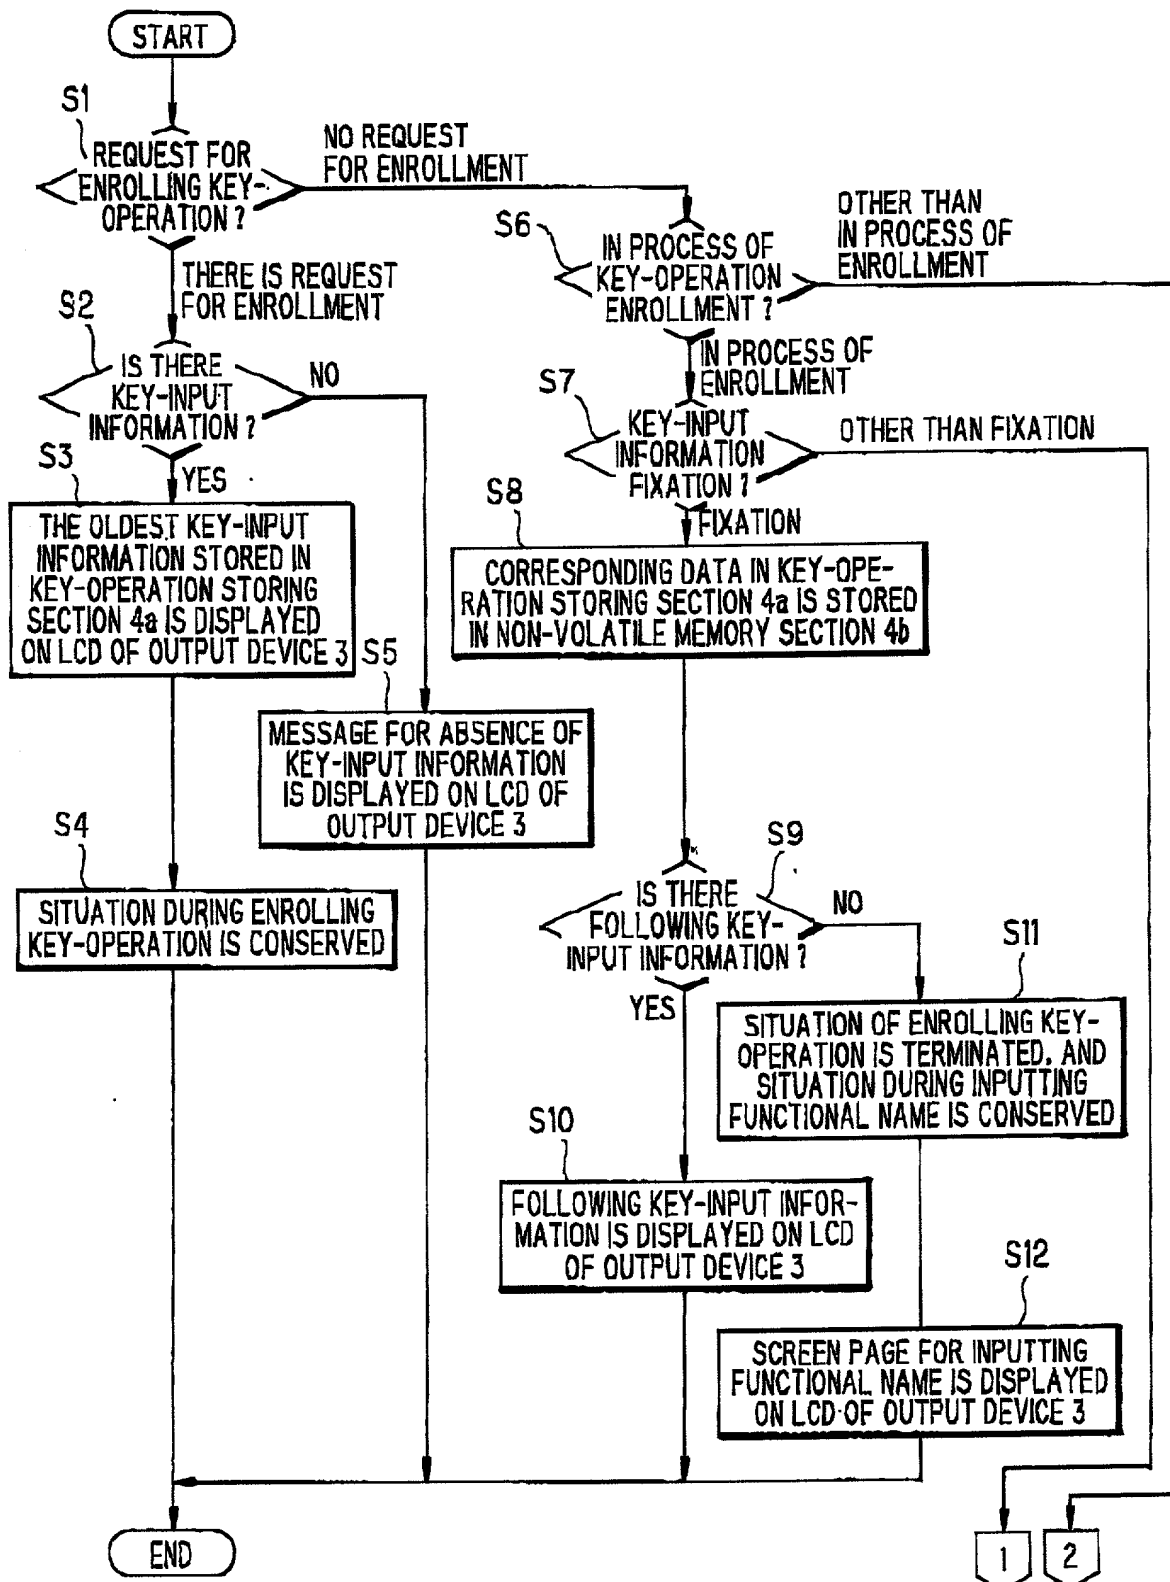 START
S1
REQUEST FOR
ENROLLING KEY-
OPERATION ?
NO REQUEST
FOR ENROLLMENT
THERE IS REQUEST
FOR ENROLLMENT
S2
IS THERE
KEY-INPUT
INFORMATION ?
NO
YES
S3
THE OLDEST KEY-INPUT
INFORMATION STORED IN
KEY-OPERATION STORING
SECTION 4a IS DISPLAYED
ON LCD OF OUTPUT DEVICE 3
S5
MESSAGE FOR ABSENCE OF
KEY-INPUT INFORMATION
IS DISPLAYED ON LCD OF
OUTPUT DEVICE 3
S4
SITUATION DURING ENROLLING
KEY-OPERATION IS CONSERVED
S6
IN PROCESS OF
KEY-OPERATION
ENROLLMENT ?
OTHER THAN
IN PROCESS OF
ENROLLMENT
IN PROCESS OF
ENROLLMENT
S7
KEY-INPUT
INFORMATION
FIXATION ?
OTHER THAN FIXATION
FIXATION
S8
CORRESPONDING DATA IN KEY-OPE-
RATION STORING SECTION 4a IS STORED
IN NON-VOLATILE MEMORY SECTION 4b
S9
IS THERE
FOLLOWING KEY-
INPUT INFORMATION ?
NO
YES
S11
SITUATION OF ENROLLING KEY-
OPERATION IS TERMINATED. AND
SITUATION DURING INPUTTING
FUNCTIONAL NAME IS CONSERVED
S10
FOLLOWING KEY-INPUT INFOR-
MATION IS DISPLAYED ON LCD
OF OUTPUT DEVICE 3
S12
SCREEN PAGE FOR INPUTTING
FUNCTIONAL NAME IS DISPLAYED
ON LCD OF OUTPUT DEVICE 3
END
1
2